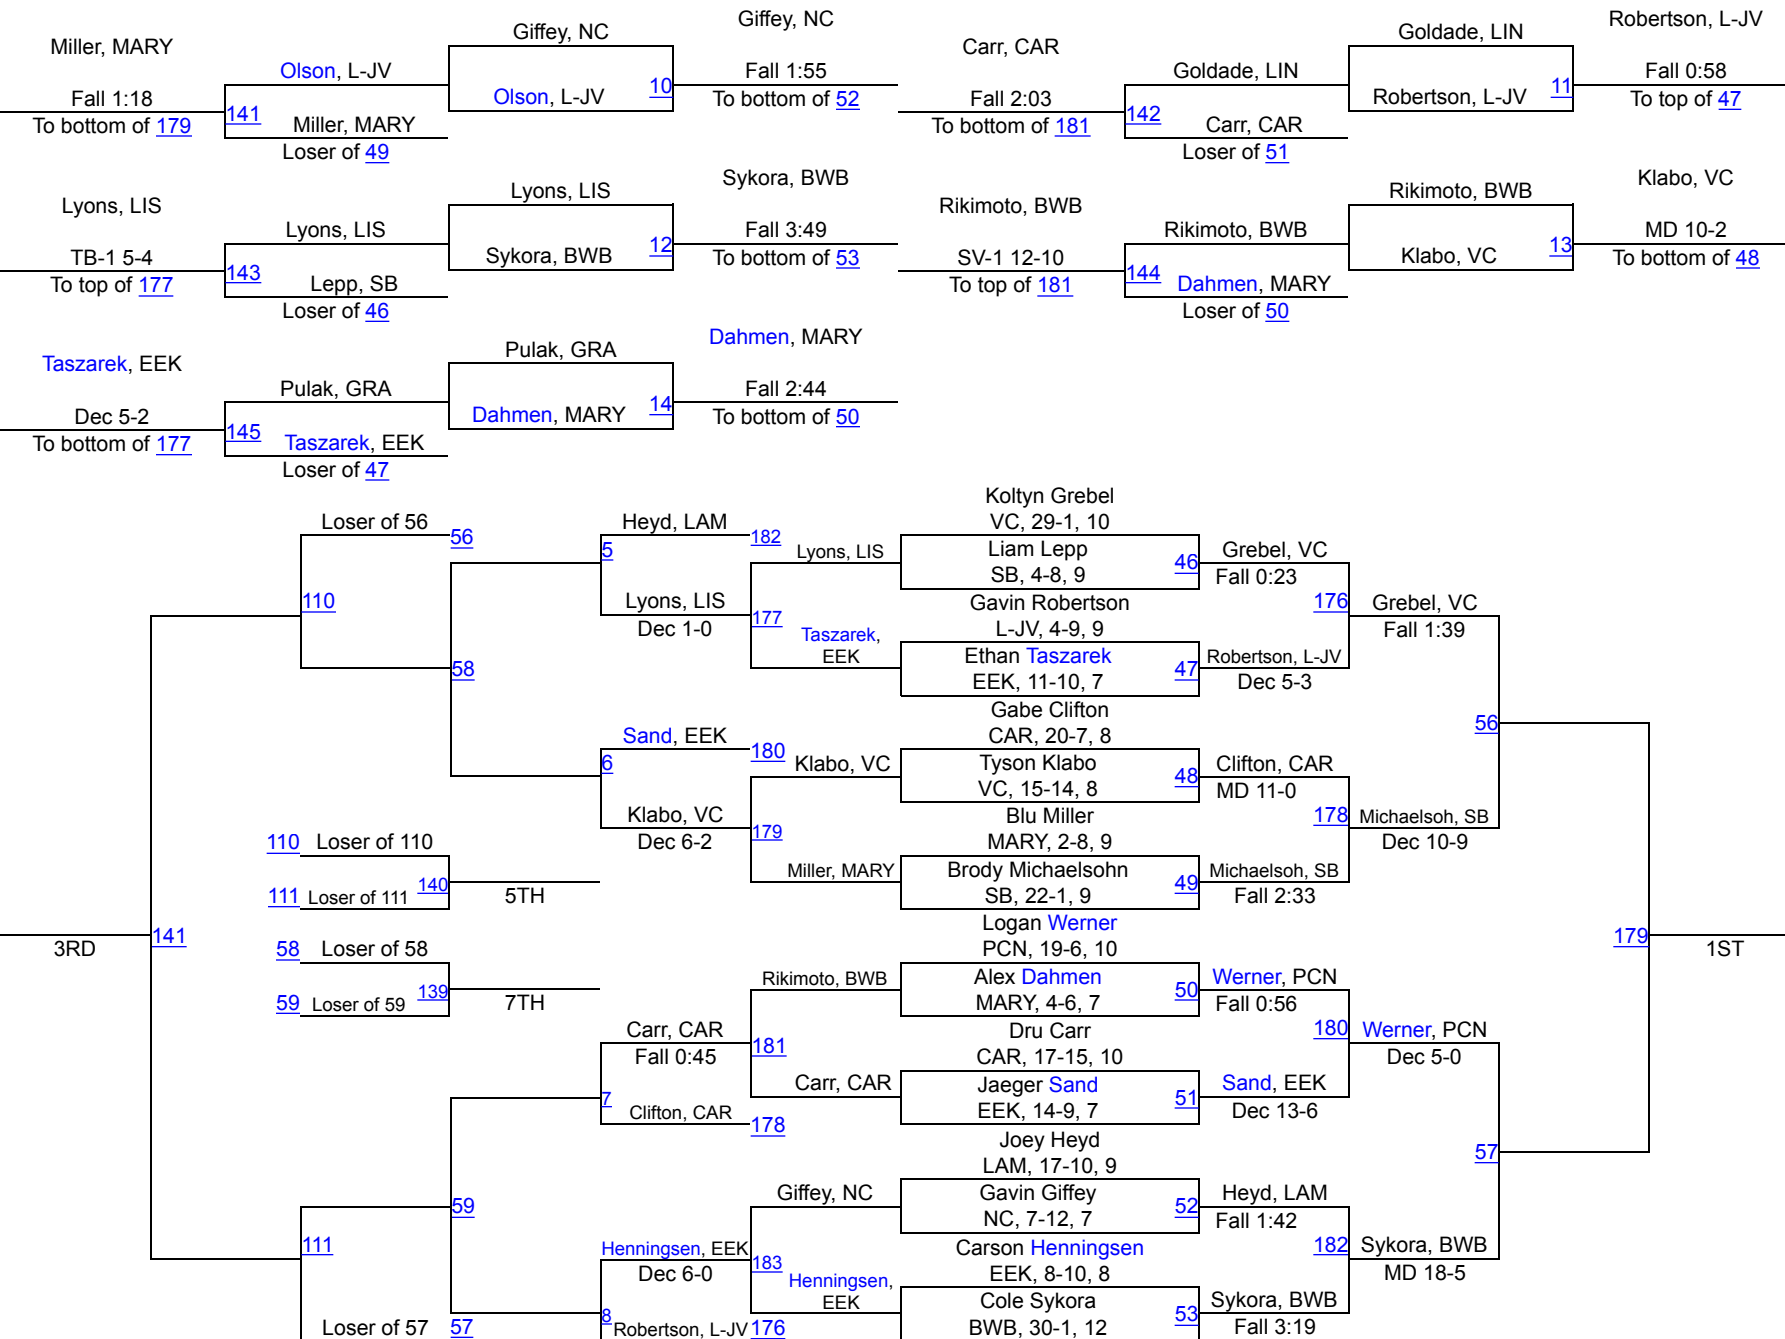 Miller, MARY
Fall 1:18
To bottom of 179
Olson, L-JV
141
Miller, MARY
Loser of 49
Giffey, NC
Olson, L-JV
10
Giffey, NC
Fall 1:55
To bottom of 52
Carr, CAR
Fall 2:03
To bottom of 181
Goldade, LIN
142
Carr, CAR
Loser of 51
Goldade, LIN
Robertson, L-JV
11
Robertson, L-JV
Fall 0:58
To top of 47
Lyons, LIS
TB-1 5-4
To top of 177
Lyons, LIS
143
Lepp, SB
Loser of 46
Lyons, LIS
Sykora, BWB
12
Sykora, BWB
Fall 3:49
To bottom of 53
Rikimoto, BWB
SV-1 12-10
To top of 181
Rikimoto, BWB
144
Dahmen, MARY
Loser of 50
Rikimoto, BWB
Klabo, VC
13
Klabo, VC
MD 10-2
To bottom of 48
Taszarek, EEK
Dec 5-2
To bottom of 177
Pulak, GRA
145
Taszarek, EEK
Loser of 47
Pulak, GRA
Dahmen, MARY
14
Dahmen, MARY
Fall 2:44
To bottom of 50
Loser of 56
56
110
58
Heyd, LAM
182
5
Lyons, LIS
Dec 1-0
177
Lyons, LIS
Taszarek,
EEK
Koltyn Grebel
VC, 29-1, 10
Liam Lepp
SB, 4-8, 9
46
Grebel, VC
Fall 0:23
Gavin Robertson
L-JV, 4-9, 9
Ethan Taszarek
EEK, 11-10, 7
47
Robertson, L-JV
Dec 5-3
176
Grebel, VC
Fall 1:39
Sand, EEK
180
6
Klabo, VC
Dec 6-2
179
Klabo, VC
Miller, MARY
Gabe Clifton
CAR, 20-7, 8
Tyson Klabo
VC, 15-14, 8
48
Clifton, CAR
MD 11-0
Blu Miller
MARY, 2-8, 9
Brody Michaelsohn
SB, 22-1, 9
49
Michaelsoh, SB
Fall 2:33
178
Michaelsoh, SB
Dec 10-9
56
110
Loser of 110
111
Loser of 111
140
5TH
58
Loser of 58
59
Loser of 59
139
7TH
3RD
141
179
1ST
Carr, CAR
Fall 0:45
181
7
Clifton, CAR
178
Rikimoto, BWB
Carr, CAR
Logan Werner
PCN, 19-6, 10
Alex Dahmen
MARY, 4-6, 7
50
Werner, PCN
Fall 0:56
Dru Carr
CAR, 17-15, 10
Jaeger Sand
EEK, 14-9, 7
51
Sand, EEK
Dec 13-6
180
Werner, PCN
Dec 5-0
57
59
111
Loser of 57
57
Henningsen, EEK
Dec 6-0
183
8
Robertson, L-JV
176
Giffey, NC
Henningsen,
EEK
Joey Heyd
LAM, 17-10, 9
Gavin Giffey
NC, 7-12, 7
52
Heyd, LAM
Fall 1:42
Carson Henningsen
EEK, 8-10, 8
Cole Sykora
BWB, 30-1, 12
53
Sykora, BWB
Fall 3:19
182
Sykora, BWB
MD 18-5